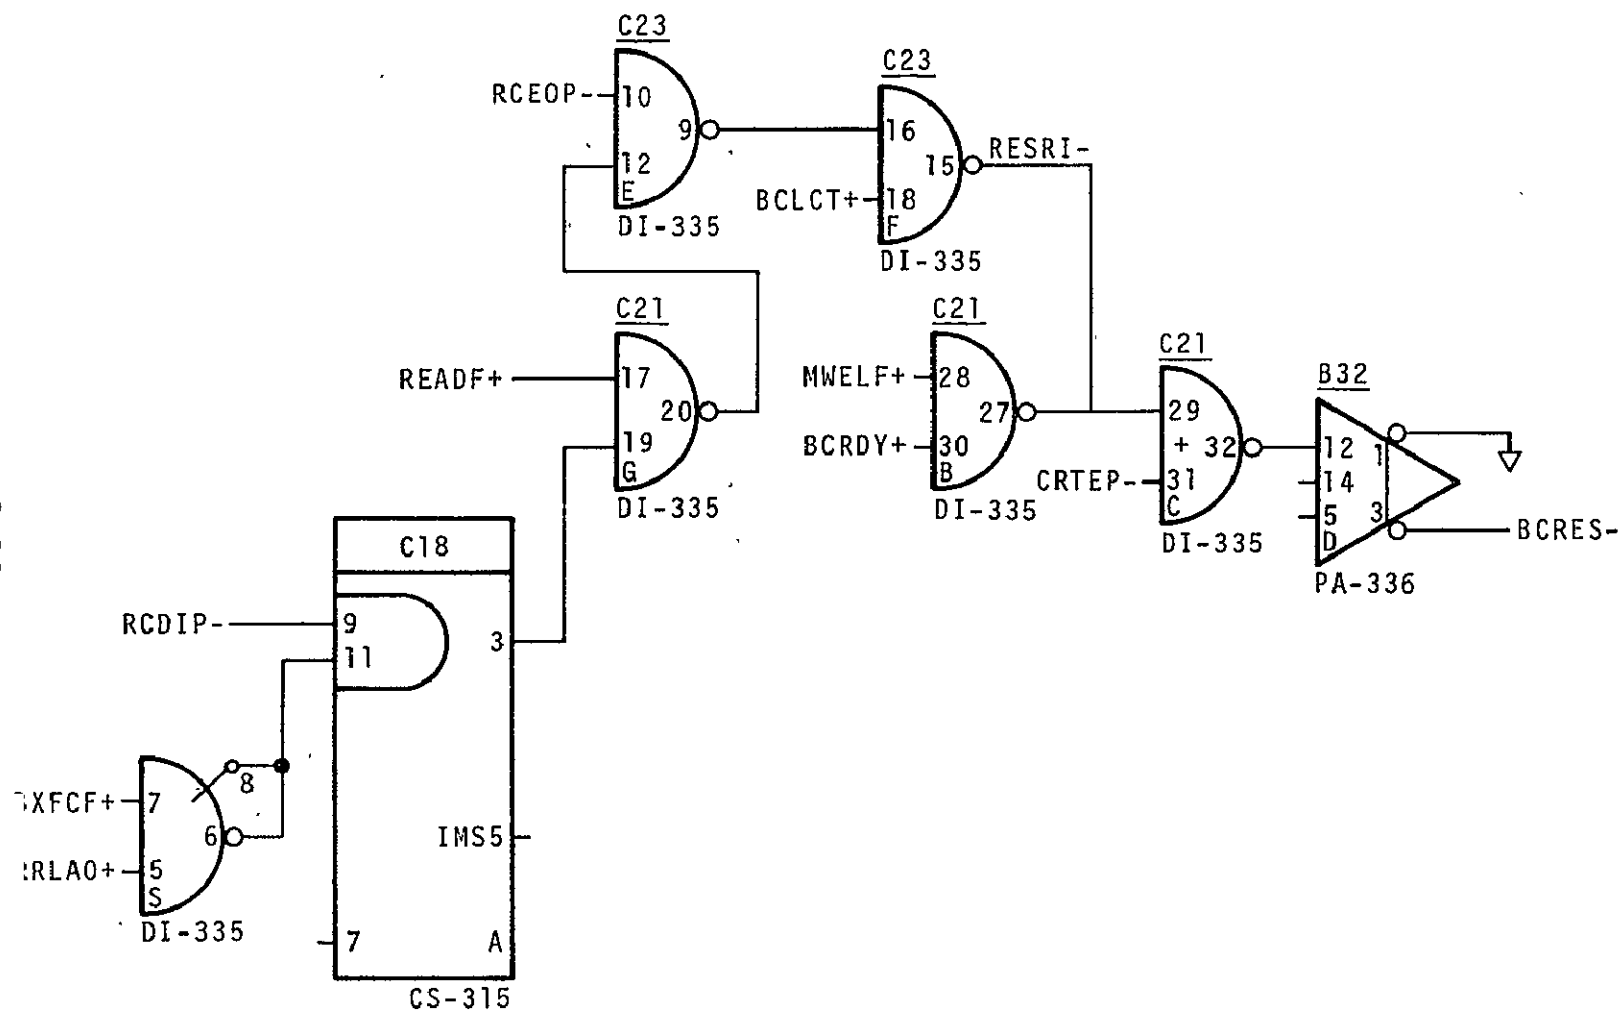 C23
RCEOP-
10
9
12
E
DI-335
C23
16
15
RESRI-
BCLCT+
18
F
DI-335
C21
READF+
17
20
19
G
DI-335
C21
MWELF+
28
27
BCRDY+
30
B
DI-335
C21
29
+ 32
CRTEP-
31
C
DI-335
B32
12
1
14
5
3
D
BCRES-
PA-336
C18
RCDIP-
9
11
3
8
XFCF+
7
6
RLA0+
5
S
DI-335
IMS5
7
A
CS-315